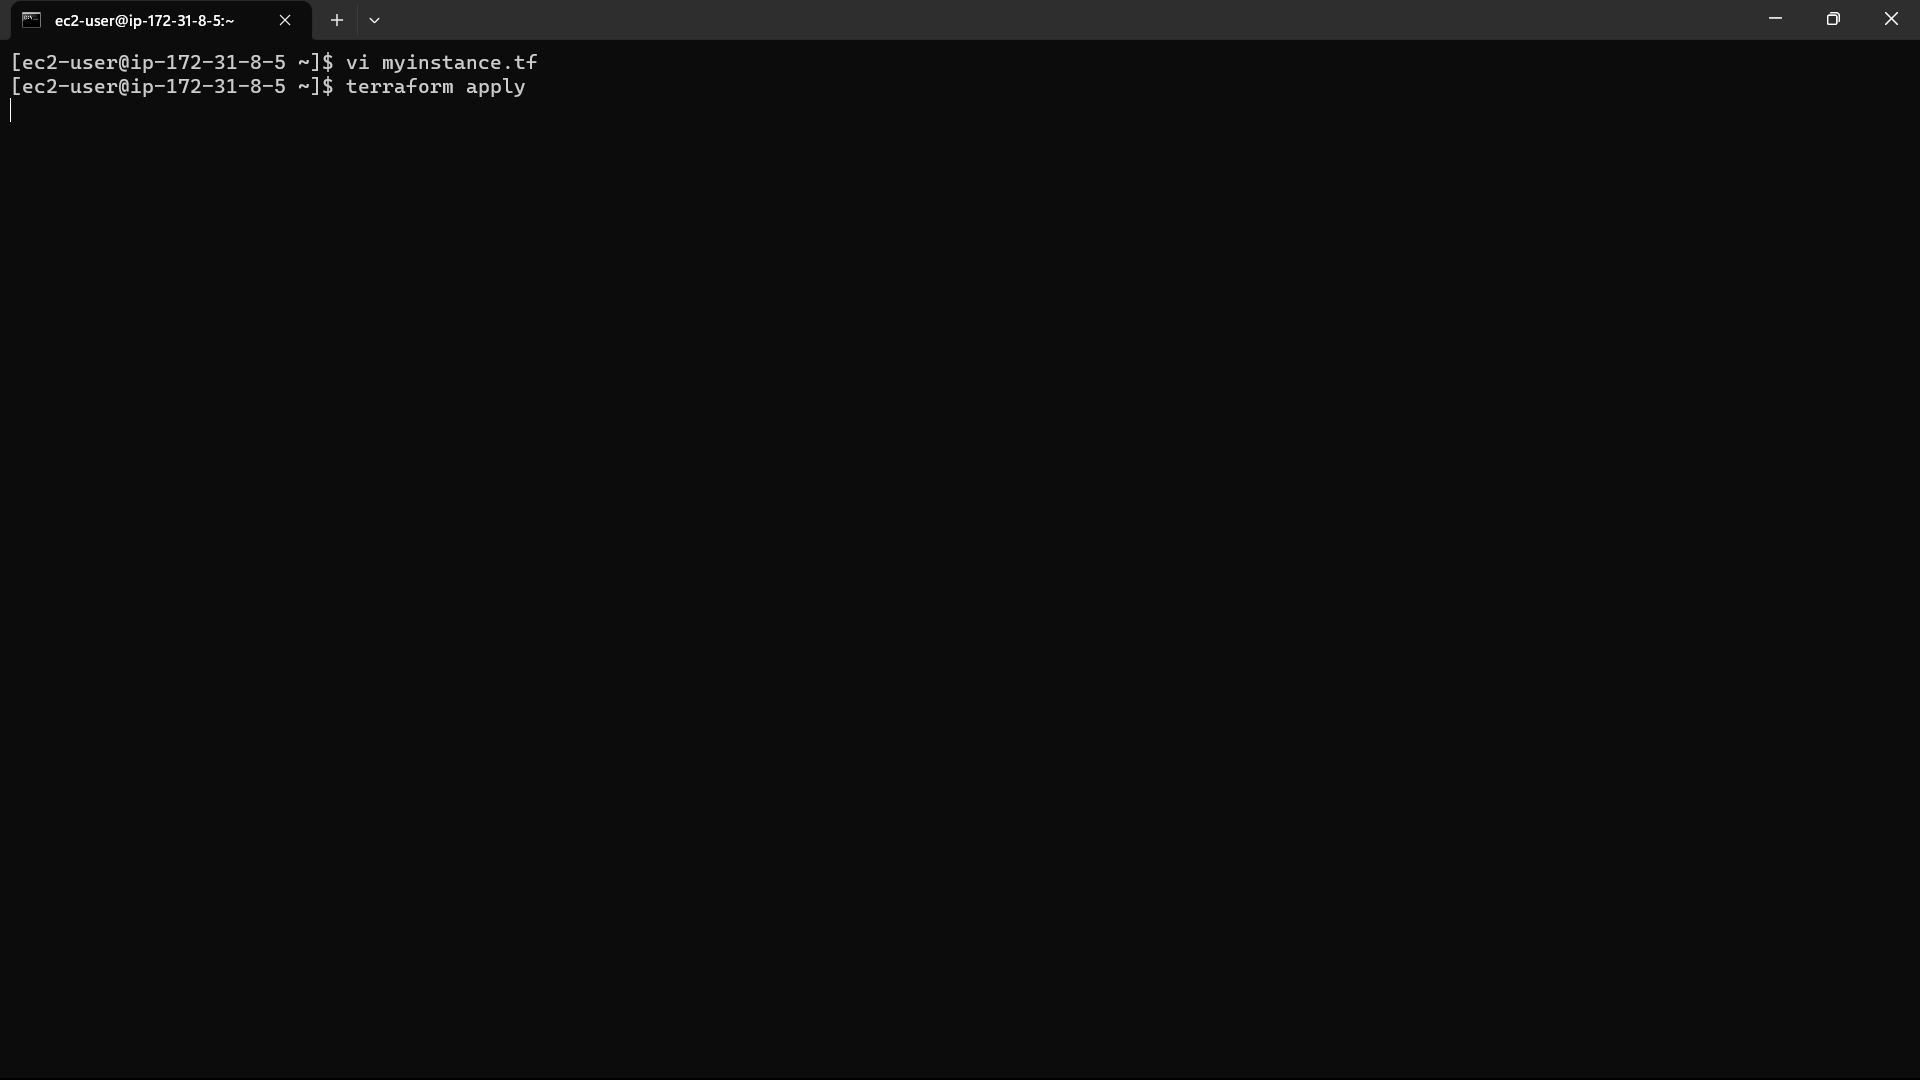 ec2-user@ip-172-31-8-5:~
[ec2-user@ip-172-31-8-5 ~]$ vi myinstance.tf
[ec2-user@ip-172-31-8-5 ~]$ terraform apply